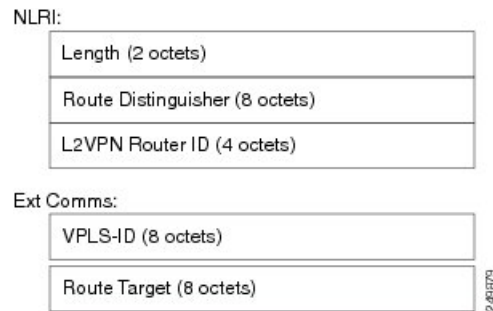 NLRI:
Length (2 octets)
Route Distinguisher (8 octets)
L2VPN Router ID (4 octets)
Ext Comms:
VPLS-ID (8 octets)
Route Target (8 octets)
249879